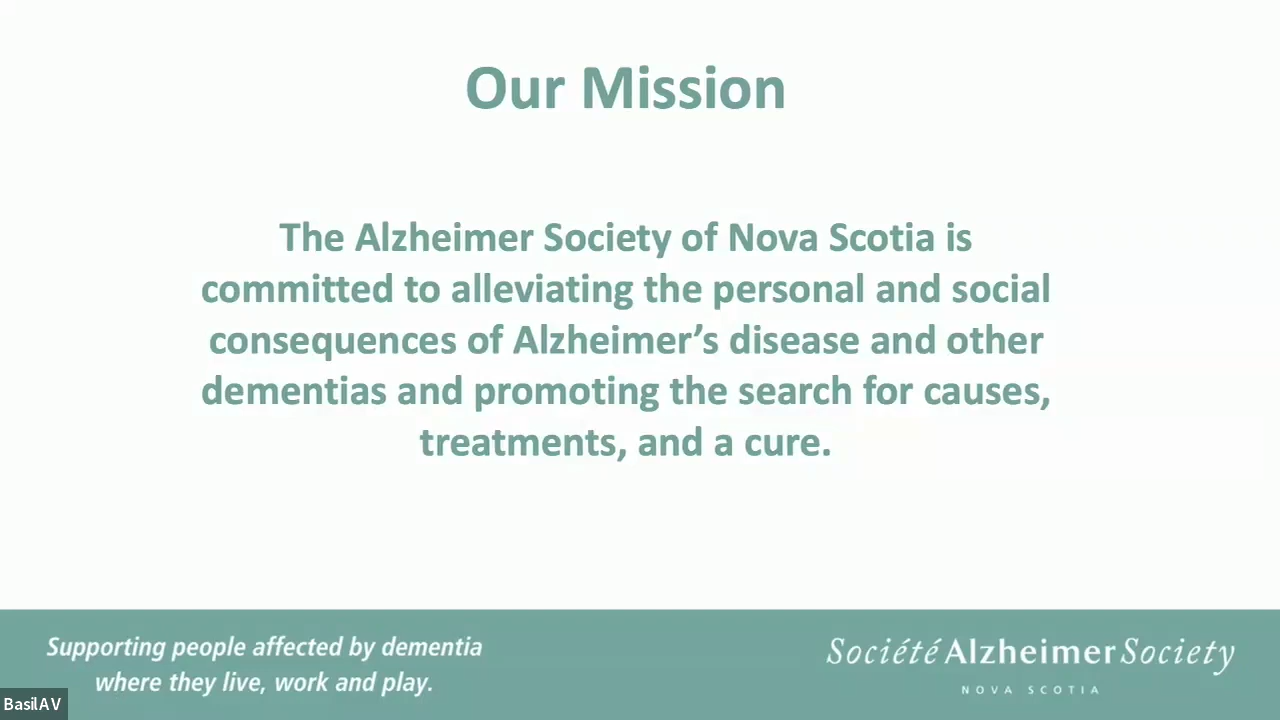 Our Mission
The Alzheimer Society of Nova Scotia is
committed to alleviating the personal and social
consequences of Alzheimer’s disease and other
dementias and promoting the search for causes,
treatments, and a cure.
Supporting people affected by dementia
where they live, work and play.
Société Alzheimer Society
NOVA SCOTIA
BasilAV